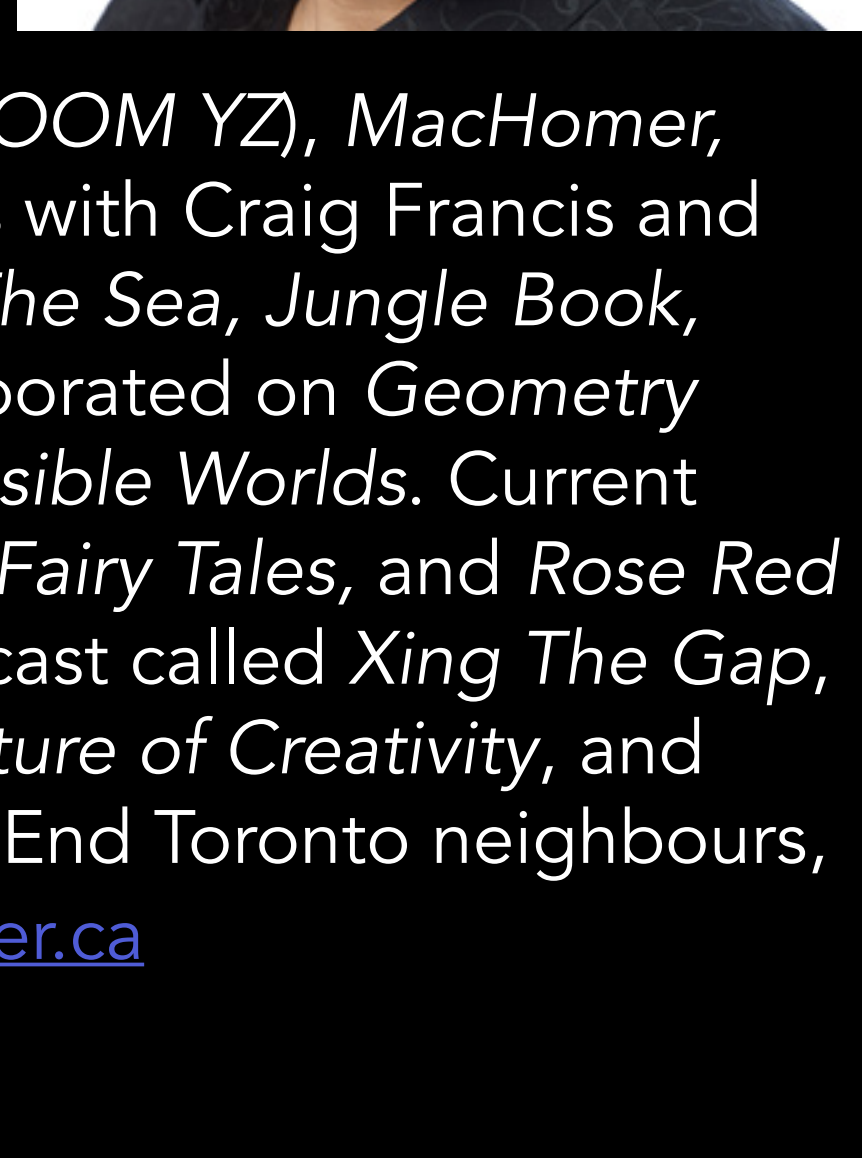 OOM YZ), MacHomer,
with Craig Francis and
The Sea, Jungle Book,
orated on Geometry
sible Worlds. Current
Fairy Tales, and Rose Red
cast called Xing The Gap,
ture of Creativity, and
End Toronto neighbours,
er.ca